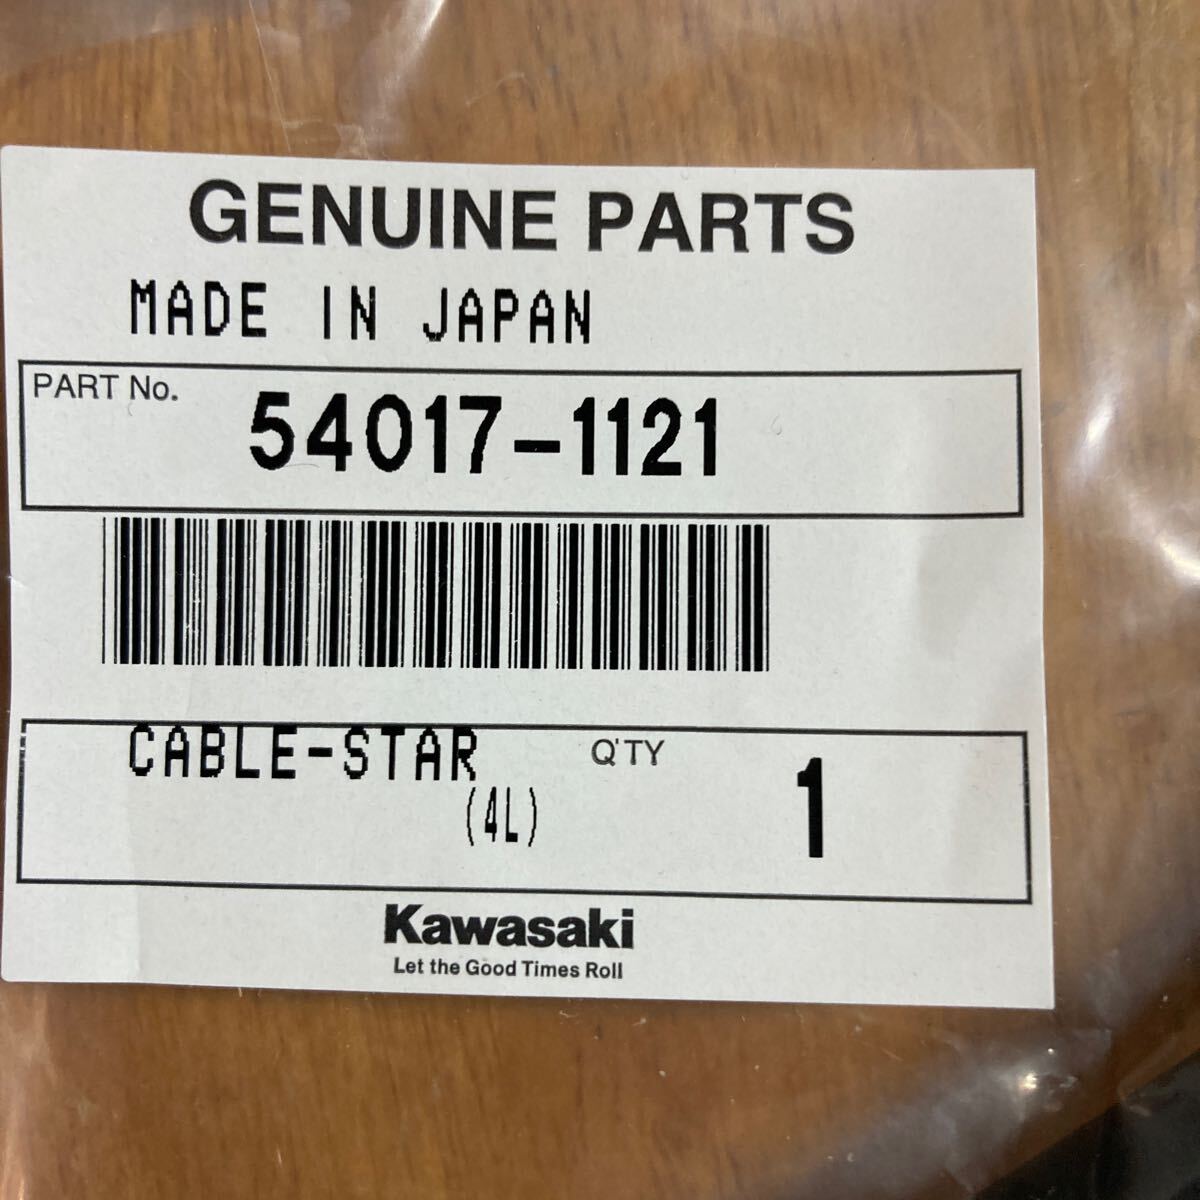 GENUINE PARTS
MADE IN JAPAN
PART No. 54017-1121
CABLE-STAR Q'TY 1
(4L)
Kawasaki
Let the Good Times Roll